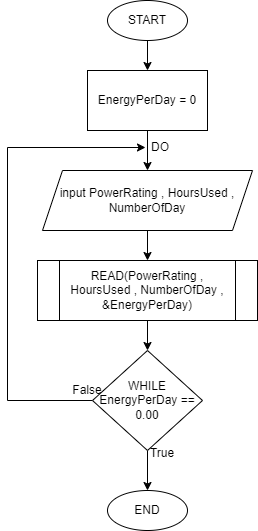 START
EnergyPerDay = 0
DO
input PowerRating , HoursUsed ,
NumberOfDay
READ(PowerRating ,
HoursUsed , NumberOfDay ,
&EnergyPerDay)
False
WHILE
EnergyPerDay ==
0.00
True
END